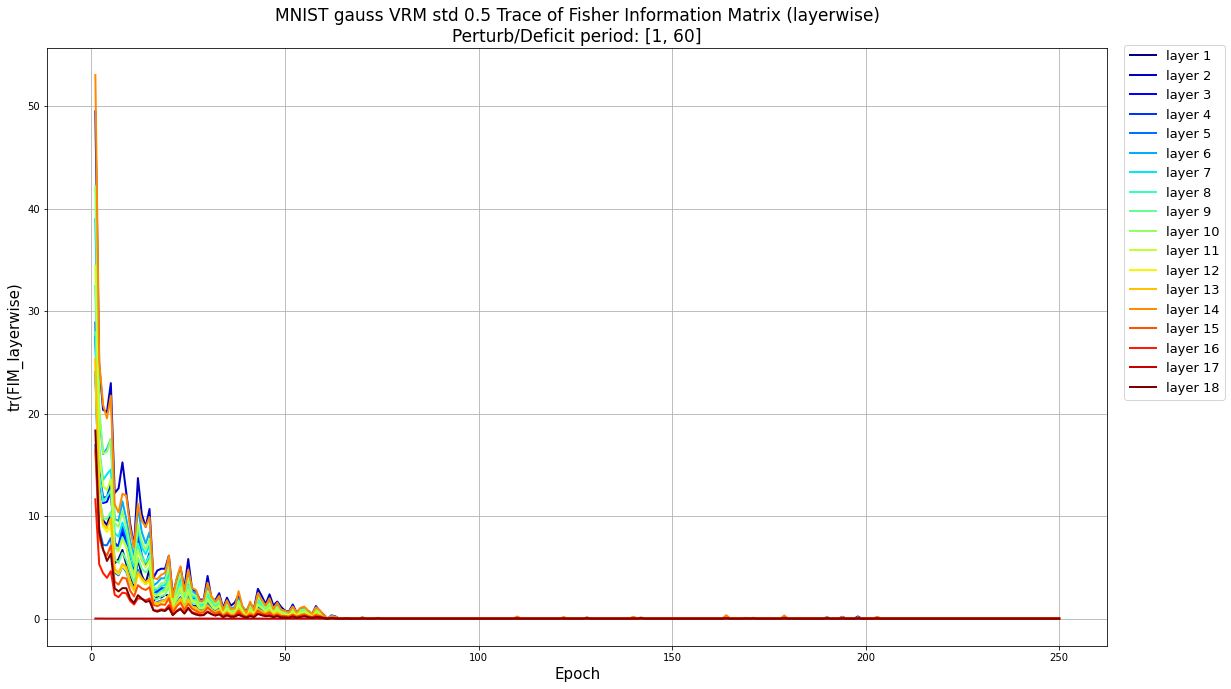 MNIST gauss VRM std 0.5 Trace of Fisher Information Matrix (layerwise)
Perturb/Deficit period: [1, 60]
tr(FIM_layerwise)
50
40
30
20
10
0
0
50
100
150
200
250
Epoch
layer 1
layer 2
layer 3
layer 4
layer 5
layer 6
layer 7
layer 8
layer 9
layer 10
layer 11
layer 12
layer 13
layer 14
layer 15
layer 16
layer 17
layer 18